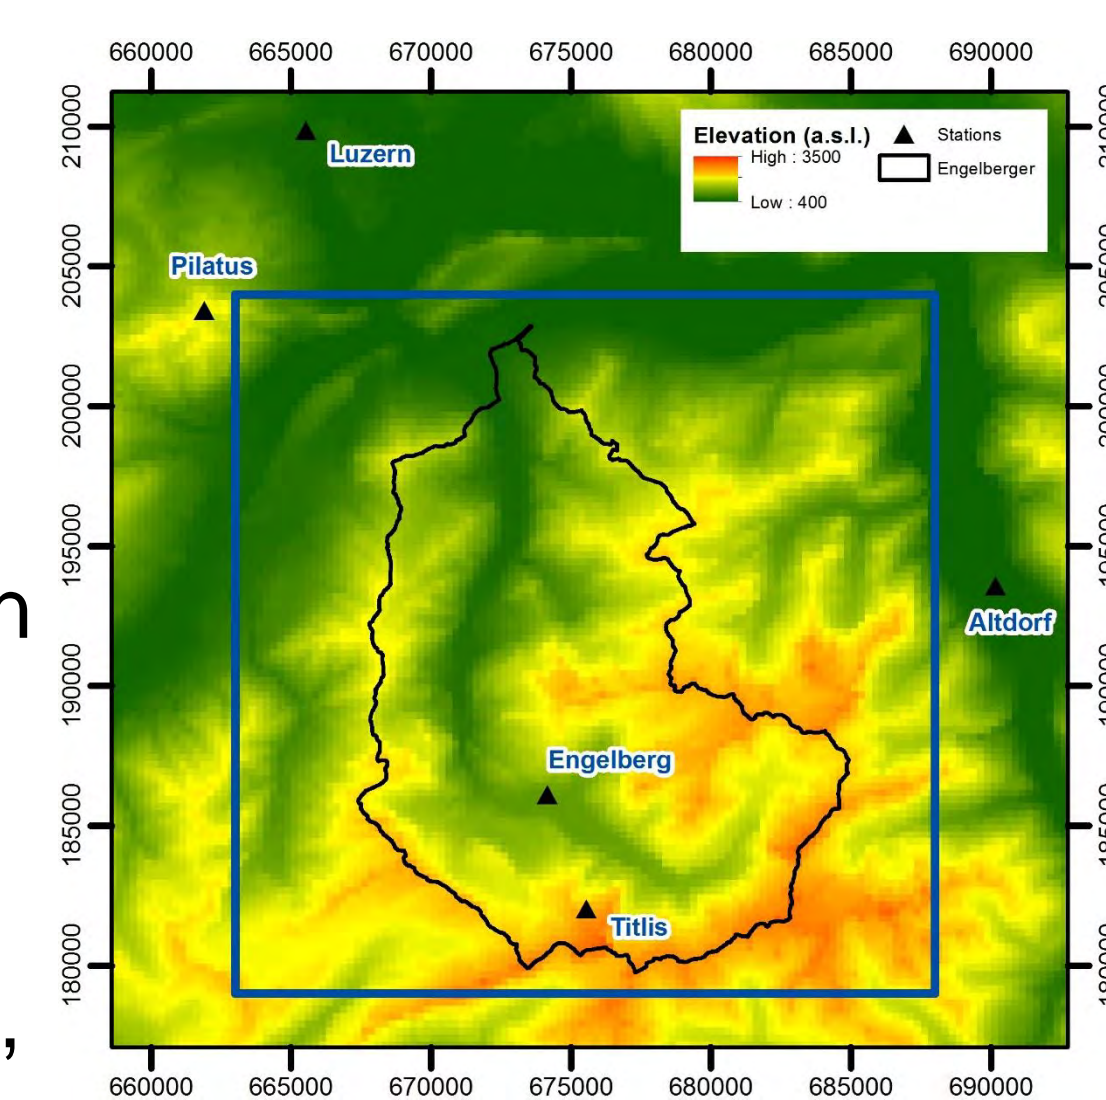 660000 665000 670000 675000 680000 685000 690000
210000
205000
200000
195000
190000
185000
180000
Elevation (a.s.l.)
High : 3500
Low : 400
Stations
Engelberger
Luzern
Pilatus
n
Altdorf
Engelberg
Titlis
,
660000 665000 670000 675000 680000 685000 690000